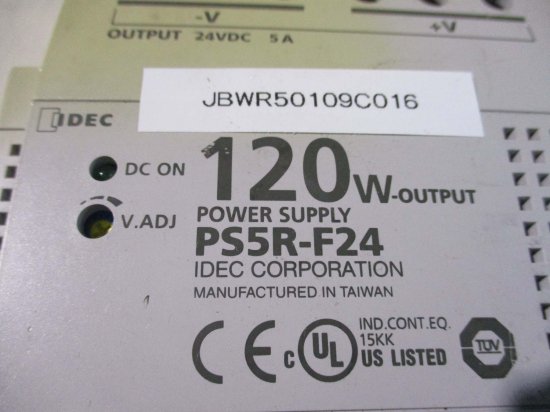 -V
+V
OUTPUT 24VDC 5A
JBWR50109C016
IDEC
DC ON
120W-OUTPUT
V.ADJ
POWER SUPPLY
PS5R-F24
IDEC CORPORATION
MANUFACTURED IN TAIWAN
CE
C UL US LISTED
IND.CONT.EQ.
15KK
TÜV